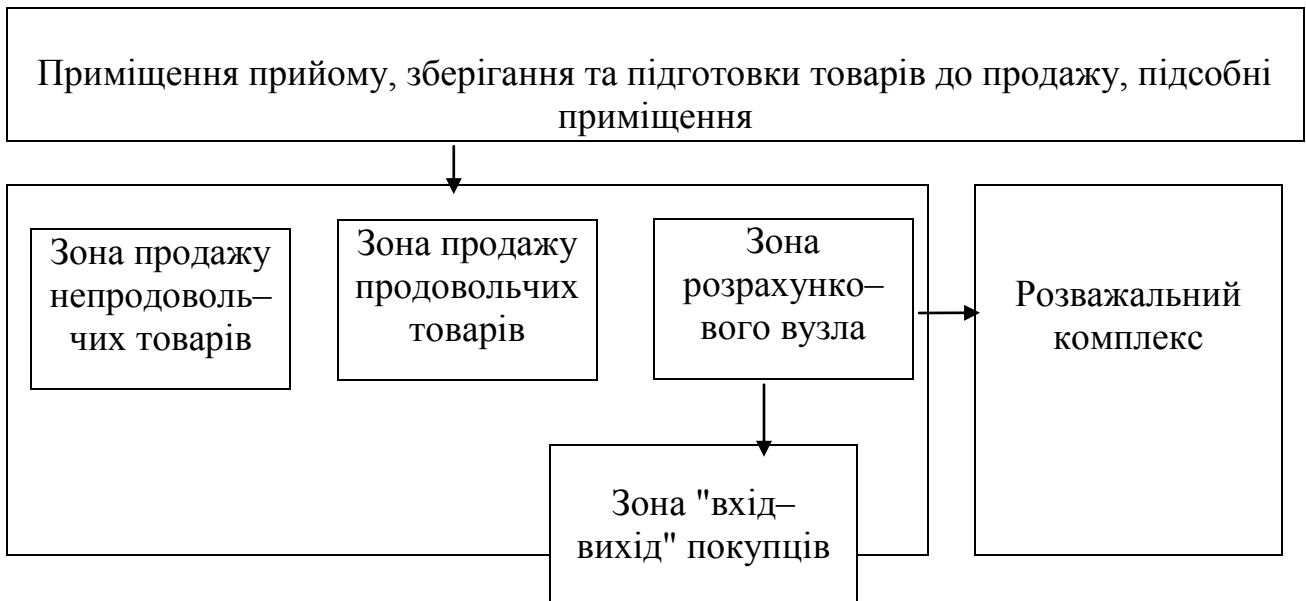 Приміщення прийому, зберігання та підготовки товарів до продажу, підсобні
приміщення
Зона продажу
непродоволь–
чих товарів
Зона продажу
продовольчих
товарів
Зона
розрахунко–
вого вузла
Розважальний
комплекс
Зона "вхід–
вихід" покупців